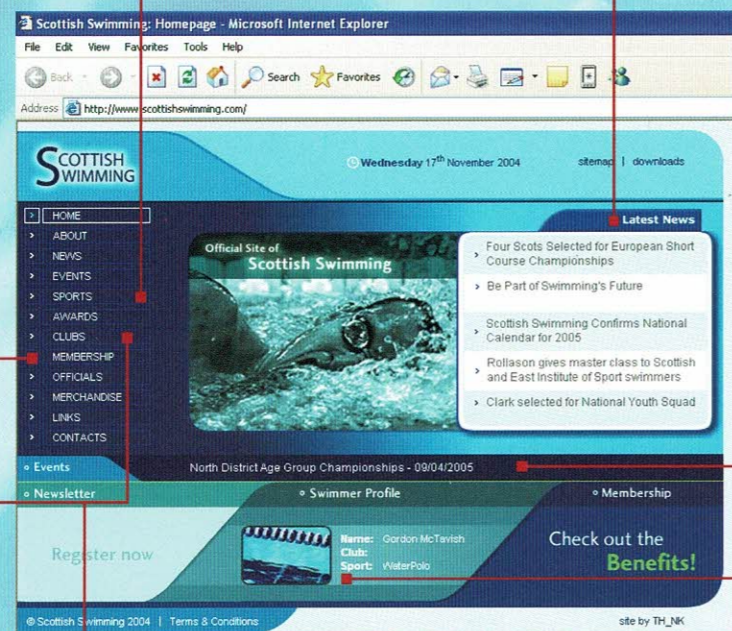 Scottish Swimming: Homepage - Microsoft Internet Explorer
File Edit View Favorites Tools Help
Back Search Favorites
Address http://www.scottishswimming.com/
SCOTTISH
SWIMMING
Wednesday 17th November 2004
sitemap | downloads
HOME
ABOUT
NEWS
EVENTS
SPORTS
AWARDS
CLUBS
MEMBERSHIP
OFFICIALS
MERCHANDISE
LINKS
CONTACTS
Official Site of
Scottish Swimming
Latest News
Four Scots Selected for European Short
Course Championships
Be Part of Swimming's Future
Scottish Swimming Confirms National
Calendar for 2005
Rollason gives master class to Scottish
and East Institute of Sport swimmers
Clark selected for National Youth Squad
Events
North District Age Group Championships - 09/04/2005
Newsletter
Swimmer Profile
Membership
Register now
Name: Gordon McTavish
Club:
Sport: WaterPolo
Check out the
Benefits!
© Scottish Swimming 2004 | Terms & Conditions
site by TH_NK